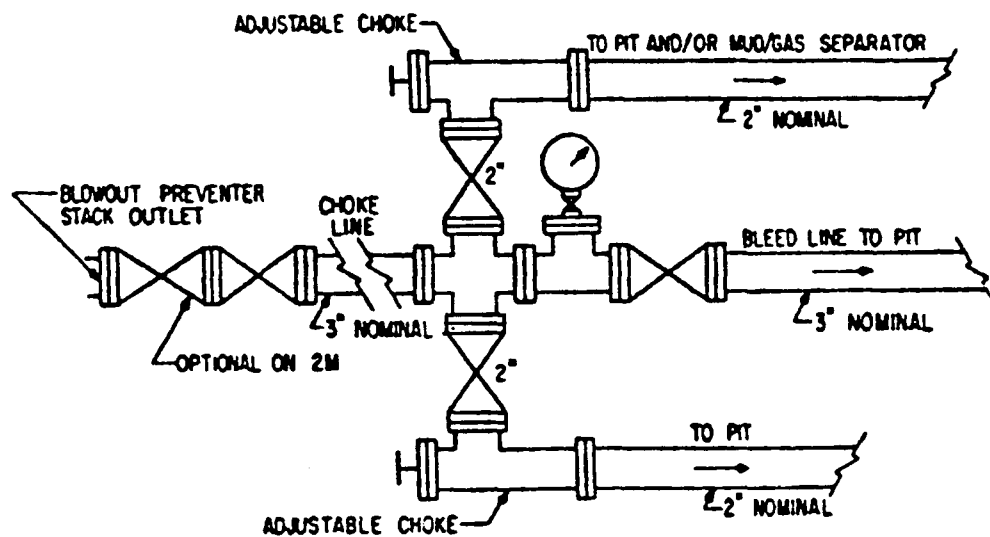 ADJUSTABLE CHOKE
TO PIT AND/OR MUD/GAS SEPARATOR
2" NOMINAL
2"
BLOWOUT PREVENTER
STACK OUTLET
CHOKE
LINE
BLEED LINE TO PIT
3" NOMINAL
3" NOMINAL
OPTIONAL ON 2M
2"
TO PIT
2" NOMINAL
ADJUSTABLE CHOKE